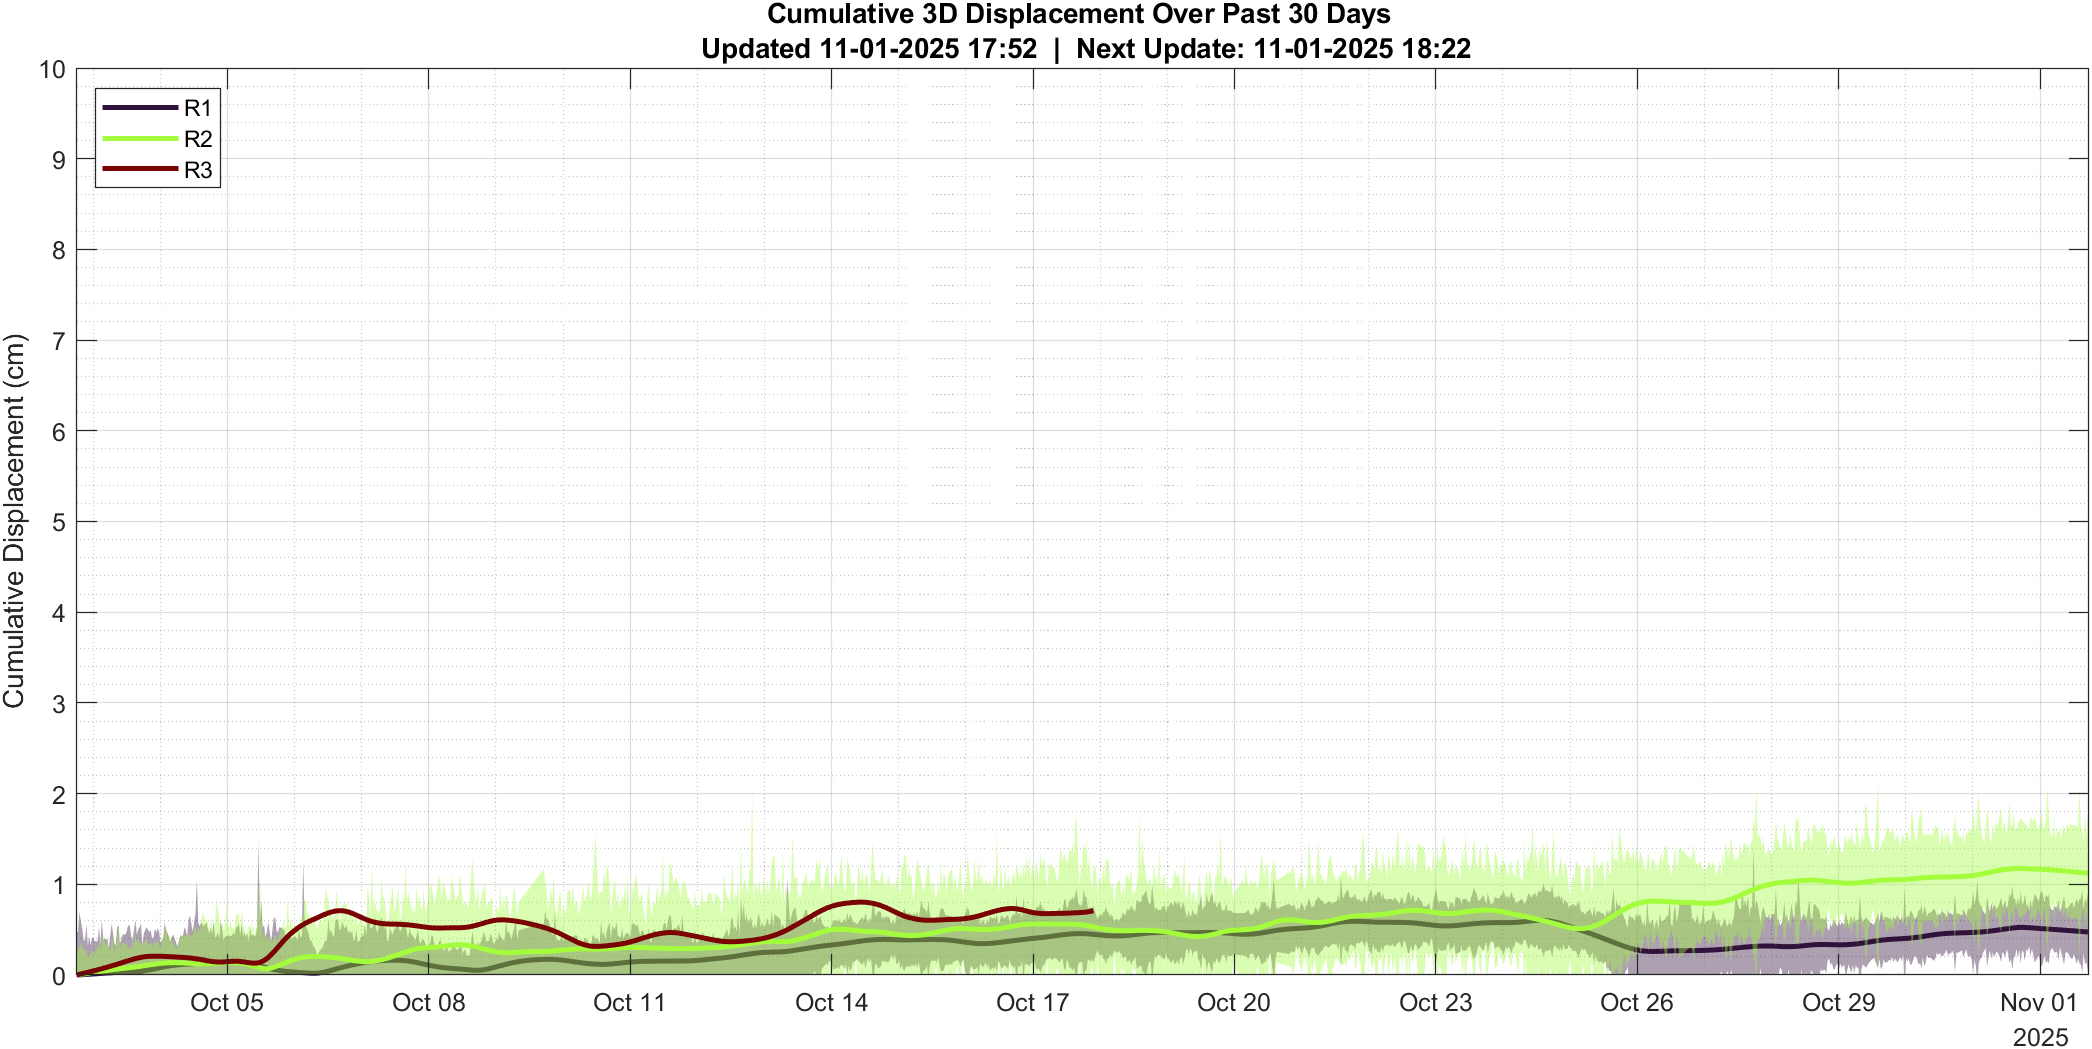 Cumulative 3D Displacement Over Past 30 Days
Updated 11-01-2025 17:52 | Next Update: 11-01-2025 18:22
R1
R2
R3
Cumulative Displacement (cm)
10
9
8
7
6
5
4
3
2
1
0
Oct 05 Oct 08 Oct 11 Oct 14 Oct 17 Oct 20 Oct 23 Oct 26 Oct 29 Nov 01
2025